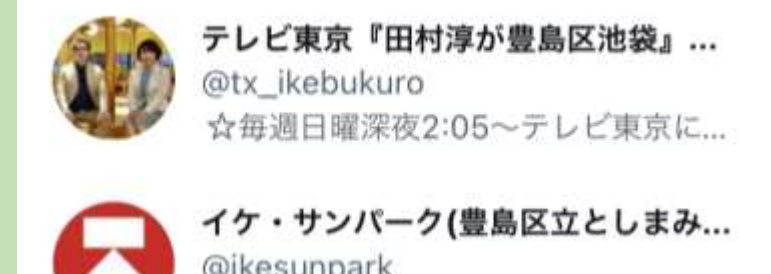 テレビ東京『田村淳が豊島区池袋』...
@tx_ikebukuro
☆毎週日曜深夜2:05～テレビ東京に...
イケ・サンパーク(豊島区立としまみ...
@ikesunpark